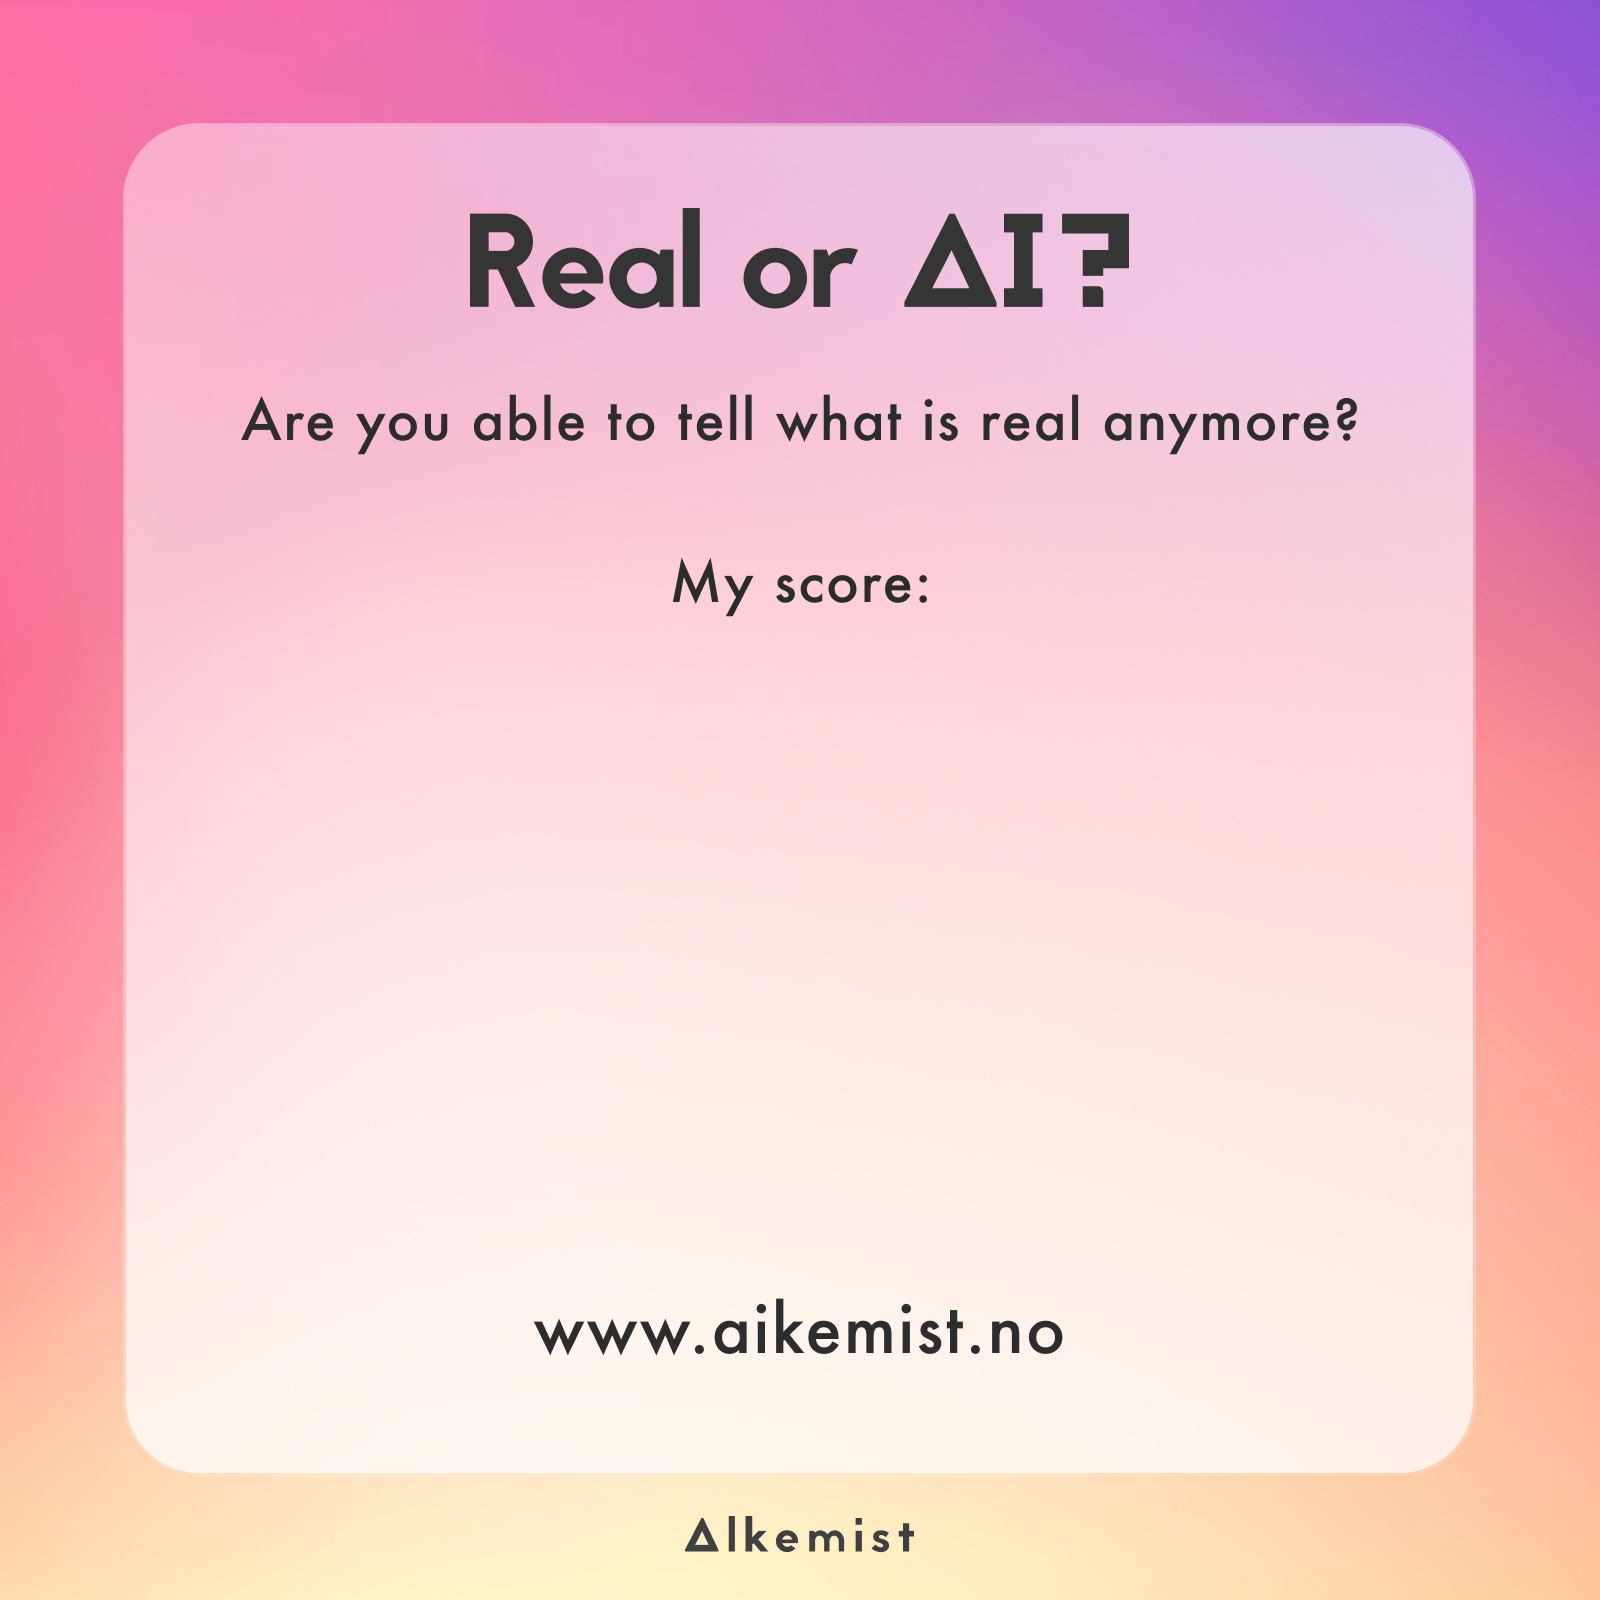 Real or AI?
Are you able to tell what is real anymore?
My score:
www.aikemist.no
AIkemist